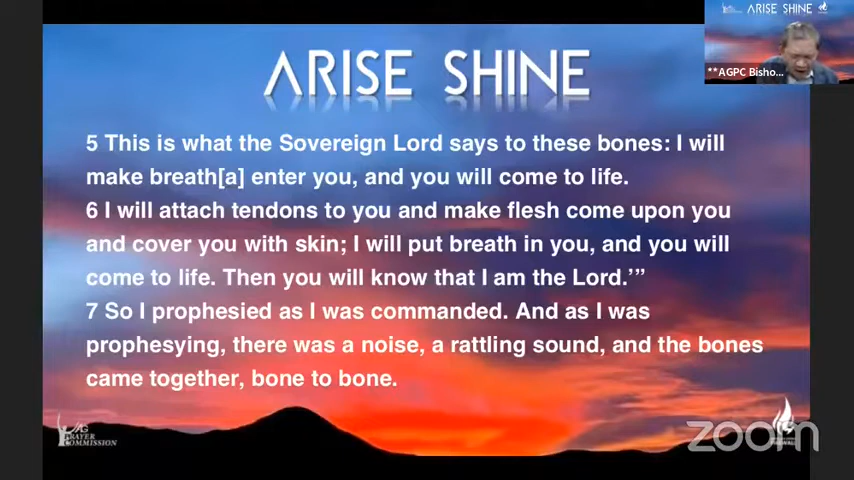 ARISE SHINE
**AGPC Bisho...
ARISE SHINE
5 This is what the Sovereign Lord says to these bones: I will
make breath[a] enter you, and you will come to life.
6 I will attach tendons to you and make flesh come upon you
and cover you with skin; I will put breath in you, and you will
come to life. Then you will know that I am the Lord.’”
7 So I prophesied as I was commanded. And as I was
prophesying, there was a noise, a rattling sound, and the bones
came together, bone to bone.
AG
PRAYER
COMMISSION
zoom